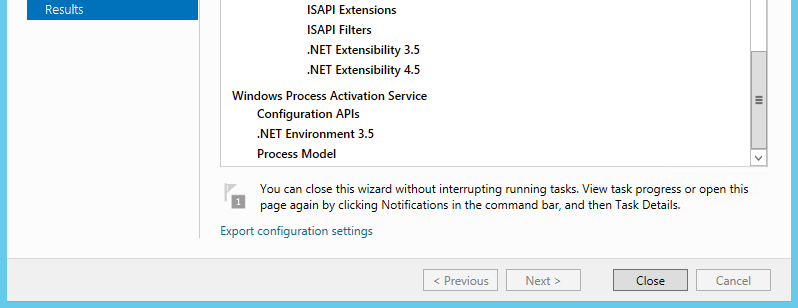 Results
ISAPI Extensions
ISAPI Filters
.NET Extensibility 3.5
.NET Extensibility 4.5
Windows Process Activation Service
Configuration APIs
.NET Environment 3.5
Process Model
1
You can close this wizard without interrupting running tasks. View task progress or open this
page again by clicking Notifications in the command bar, and then Task Details.
Export configuration settings
< Previous
Next >
Close
Cancel